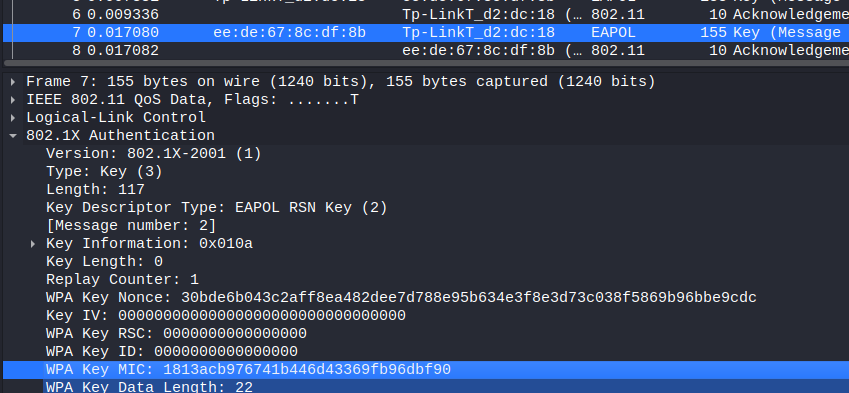 6 0.009336 Tp-LinkT_d2:dc:18 (… 802.11 10 Acknowledgeme
7 0.017080 ee:de:67:8c:df:8b Tp-LinkT_d2:dc:18 EAPOL 155 Key (Message
8 0.017082 ee:de:67:8c:df:8b (… 802.11 10 Acknowledgeme
Frame 7: 155 bytes on wire (1240 bits), 155 bytes captured (1240 bits)
IEEE 802.11 QoS Data, Flags: .......T
Logical-Link Control
802.1X Authentication
Version: 802.1X-2001 (1)
Type: Key (3)
Length: 117
Key Descriptor Type: EAPOL RSN Key (2)
[Message number: 2]
Key Information: 0x010a
Key Length: 0
Replay Counter: 1
WPA Key Nonce: 30bde6b043c2aff8ea482dee7d788e95b634e3f8e3d73c038f5869b96bbe9cdc
Key IV: 00000000000000000000000000000000
WPA Key RSC: 0000000000000000
WPA Key ID: 0000000000000000
WPA Key MIC: 1813acb976741b446d43369fb96dbf90
WPA Key Data Length: 22